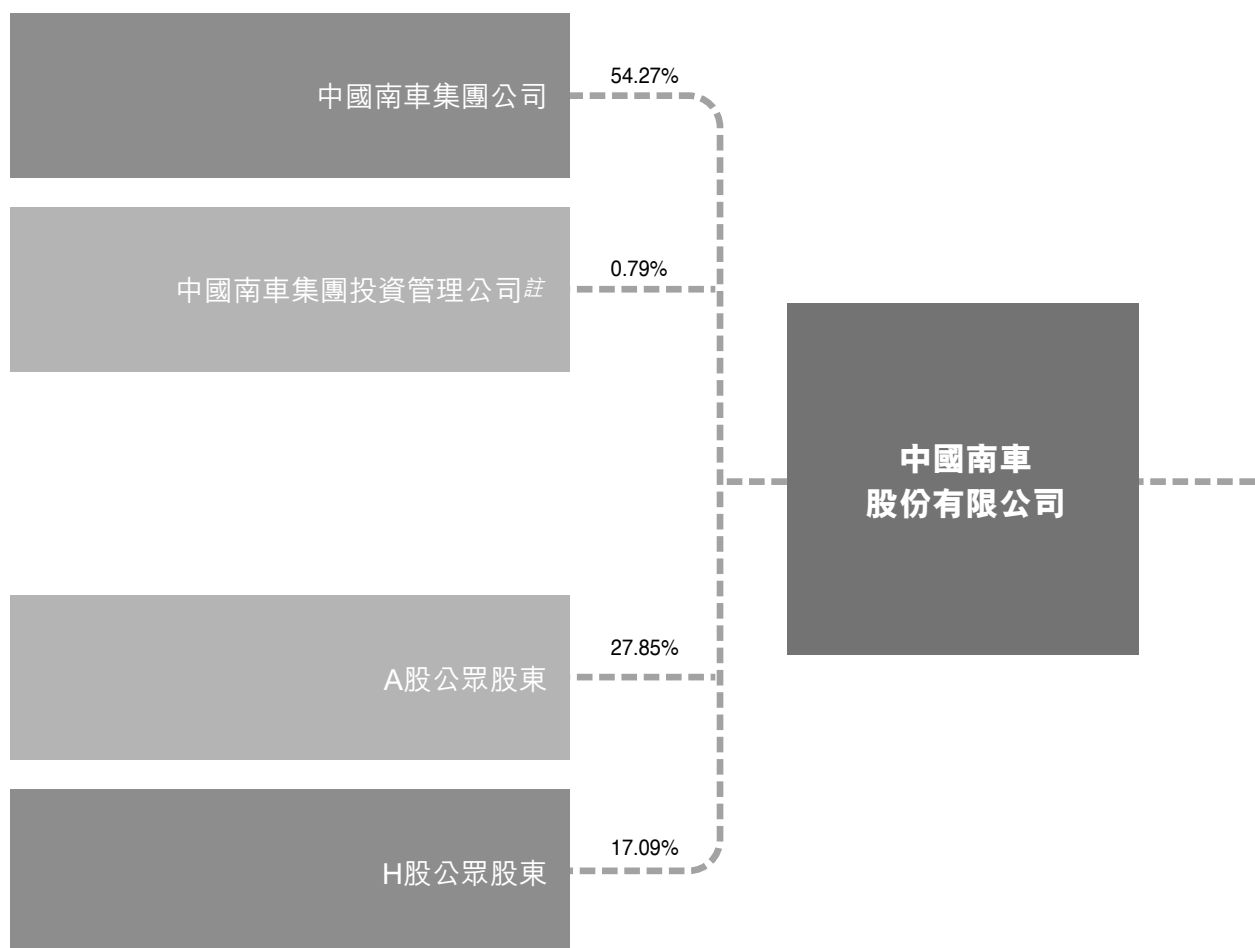 54.27%
中國南車集團公司
0.79%
中國南車集團投資管理公司註
中國南車
股份有限公司
27.85%
A股公眾股東
17.09%
H股公眾股東